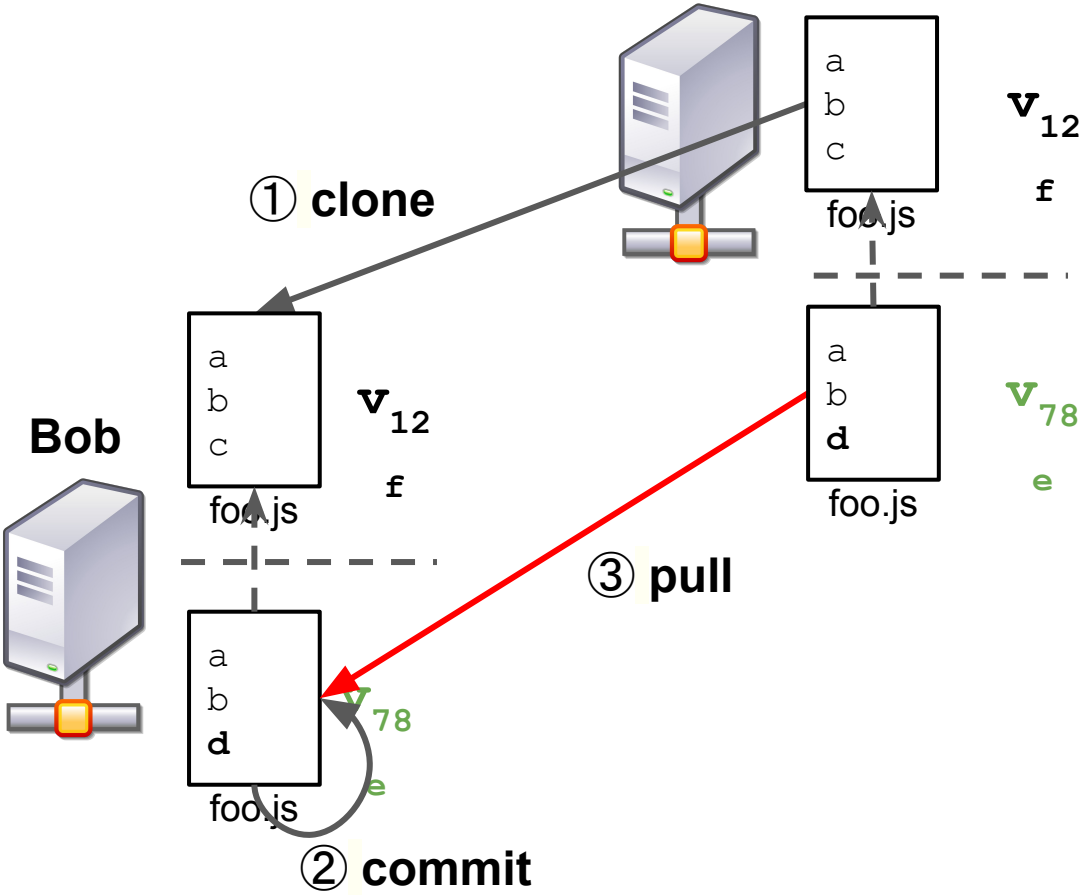 a
b
c
foo.js
v12
f
① clone
a
b
c
foo.js
v12
f
a
b
d
foo.js
v78
e
Bob
③ pull
a
b
d
foo.js
v78
e
② commit